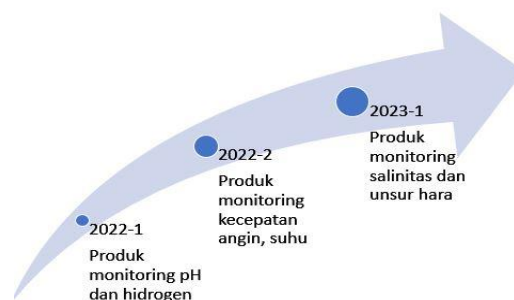 2022-1
Produk
monitoring pH
dan hidrogen
2022-2
Produk
monitoring
kecepatan
angin, suhu
2023-1
Produk
monitoring
salinitas dan
unsur hara